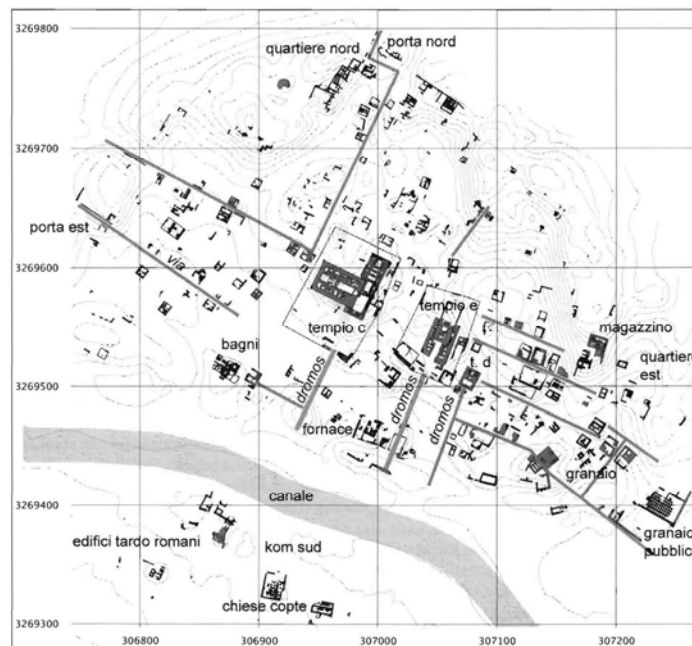 3269800
quartiere nord
porta nord
3269700
porta est
via
3269600
tempio c
tempio e
magazzino
bagni
t. d
quartiere
est
3269500
dromos
dromos
dromos
fornace
granaio
canale
3269400
granaio
pubblic
edifici tardo romani
kom sud
chiese copte
3269300
306800
306900
307000
307100
307200